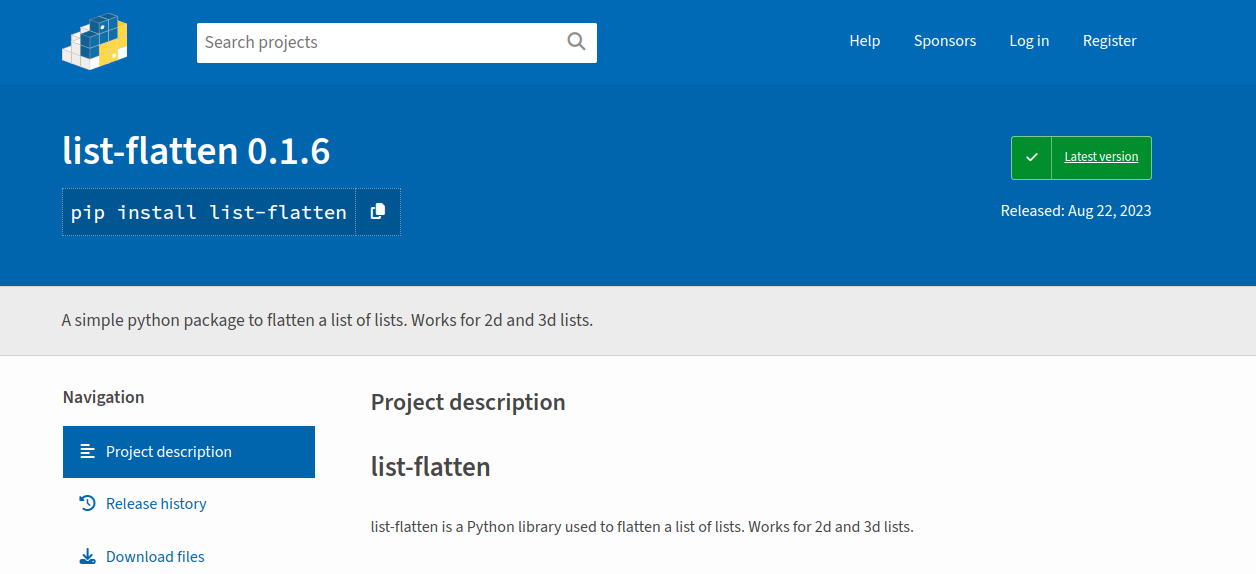 Search projects
Help
Sponsors
Log in
Register
list-flatten 0.1.6
Latest version
pip install list-flatten
Released: Aug 22, 2023
A simple python package to flatten a list of lists. Works for 2d and 3d lists.
Navigation
Project description
Release history
Download files
Project description
list-flatten
list-flatten is a Python library used to flatten a list of lists. Works for 2d and 3d lists.